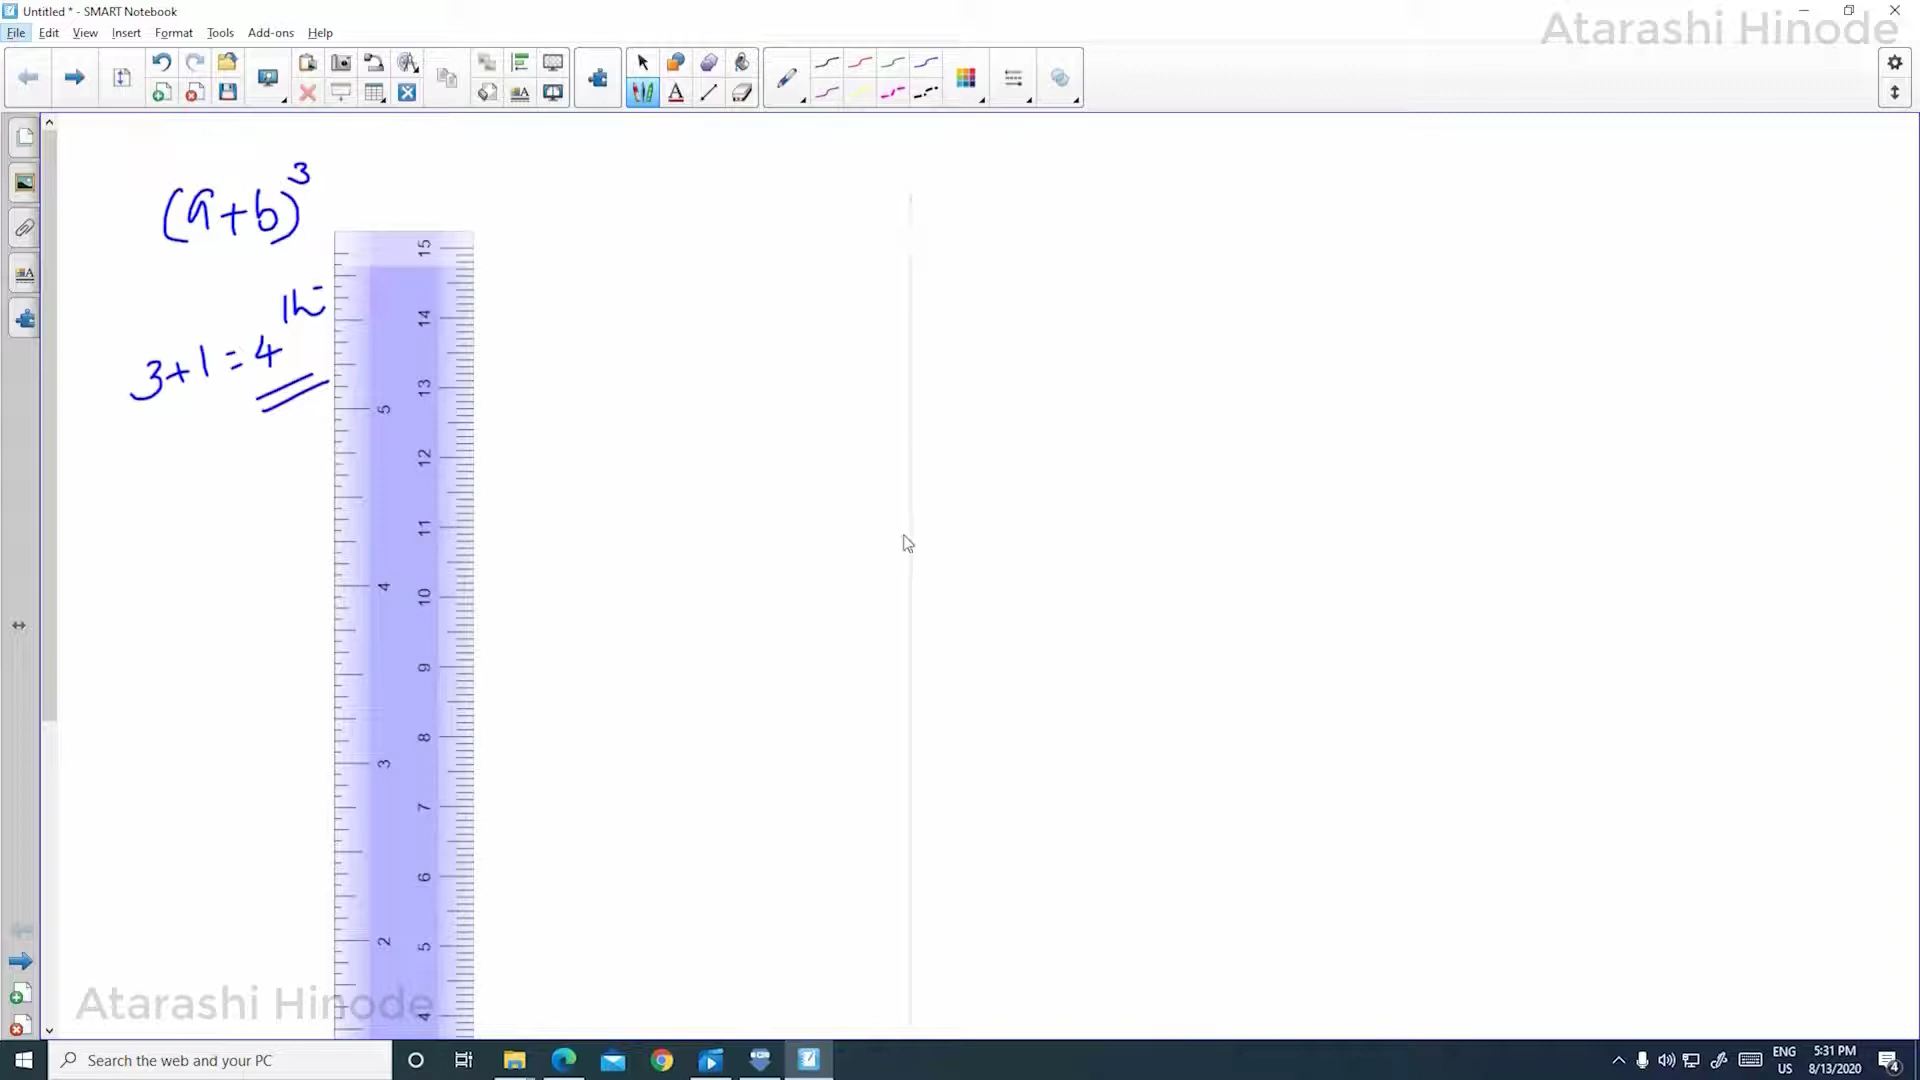 Untitled * - SMART Notebook
File Edit View Insert Format Tools Add-ons Help
Atarashi Hinode
(a+b)³
3+1=4
15
14
13
5
12
11
4
10
9
8
3
7
6
2
5
4
Atarashi Hinode
Search the web and your PC
ENG
US
5:31 PM
8/13/2020
4